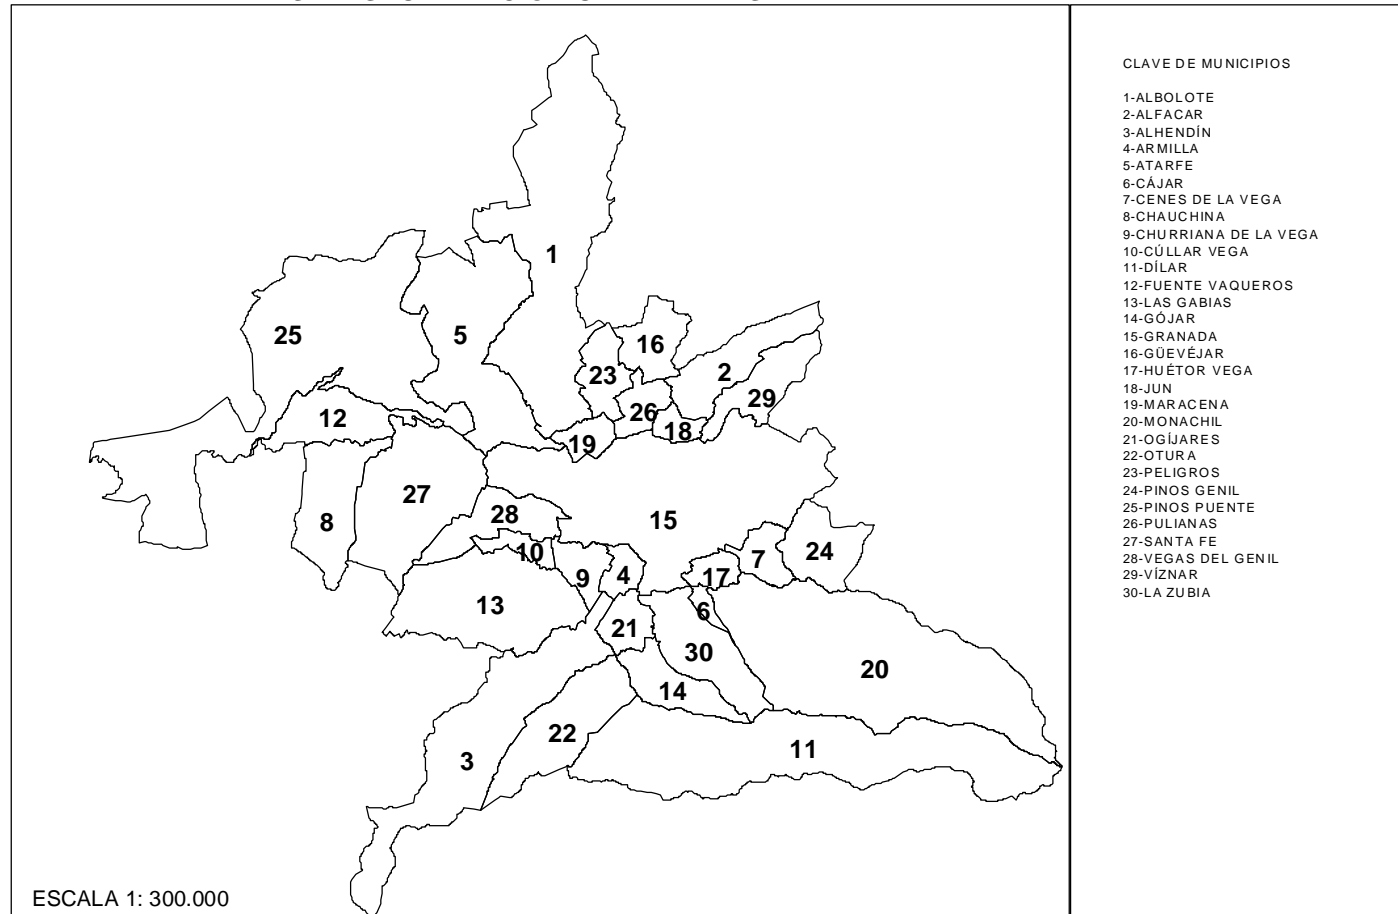 1
25
5
16
23
2
29
12
26
19
18
27
28
15
8
10
7
24
9
4
17
13
6
21
30
20
14
22
11
3
ESCALA 1: 300.000
CLAVE DE MUNICIPIOS
1-ALBOLOTE
2-ALFACAR
3-ALHENDÍN
4-ARMILLA
5-ATARFE
6-CÁJAR
7-CENES DE LA VEGA
8-CHAUCHINA
9-CHURRIANA DE LA VEGA
10-CÚLLAR VEGA
11-DÍLAR
12-FUENTE VAQUEROS
13-LAS GABIAS
14-GÓJAR
15-GRANADA
16-GÜEVÉJAR
17-HUÉTOR VEGA
18-JUN
19-MARACENA
20-MONACHIL
21-OGÍJARES
22-OTURA
23-PELIGROS
24-PINOS GENIL
25-PINOS PUENTE
26-PULIANAS
27-SANTA FE
28-VEGAS DEL GENIL
29-VÍZNAR
30-LA ZUBIA